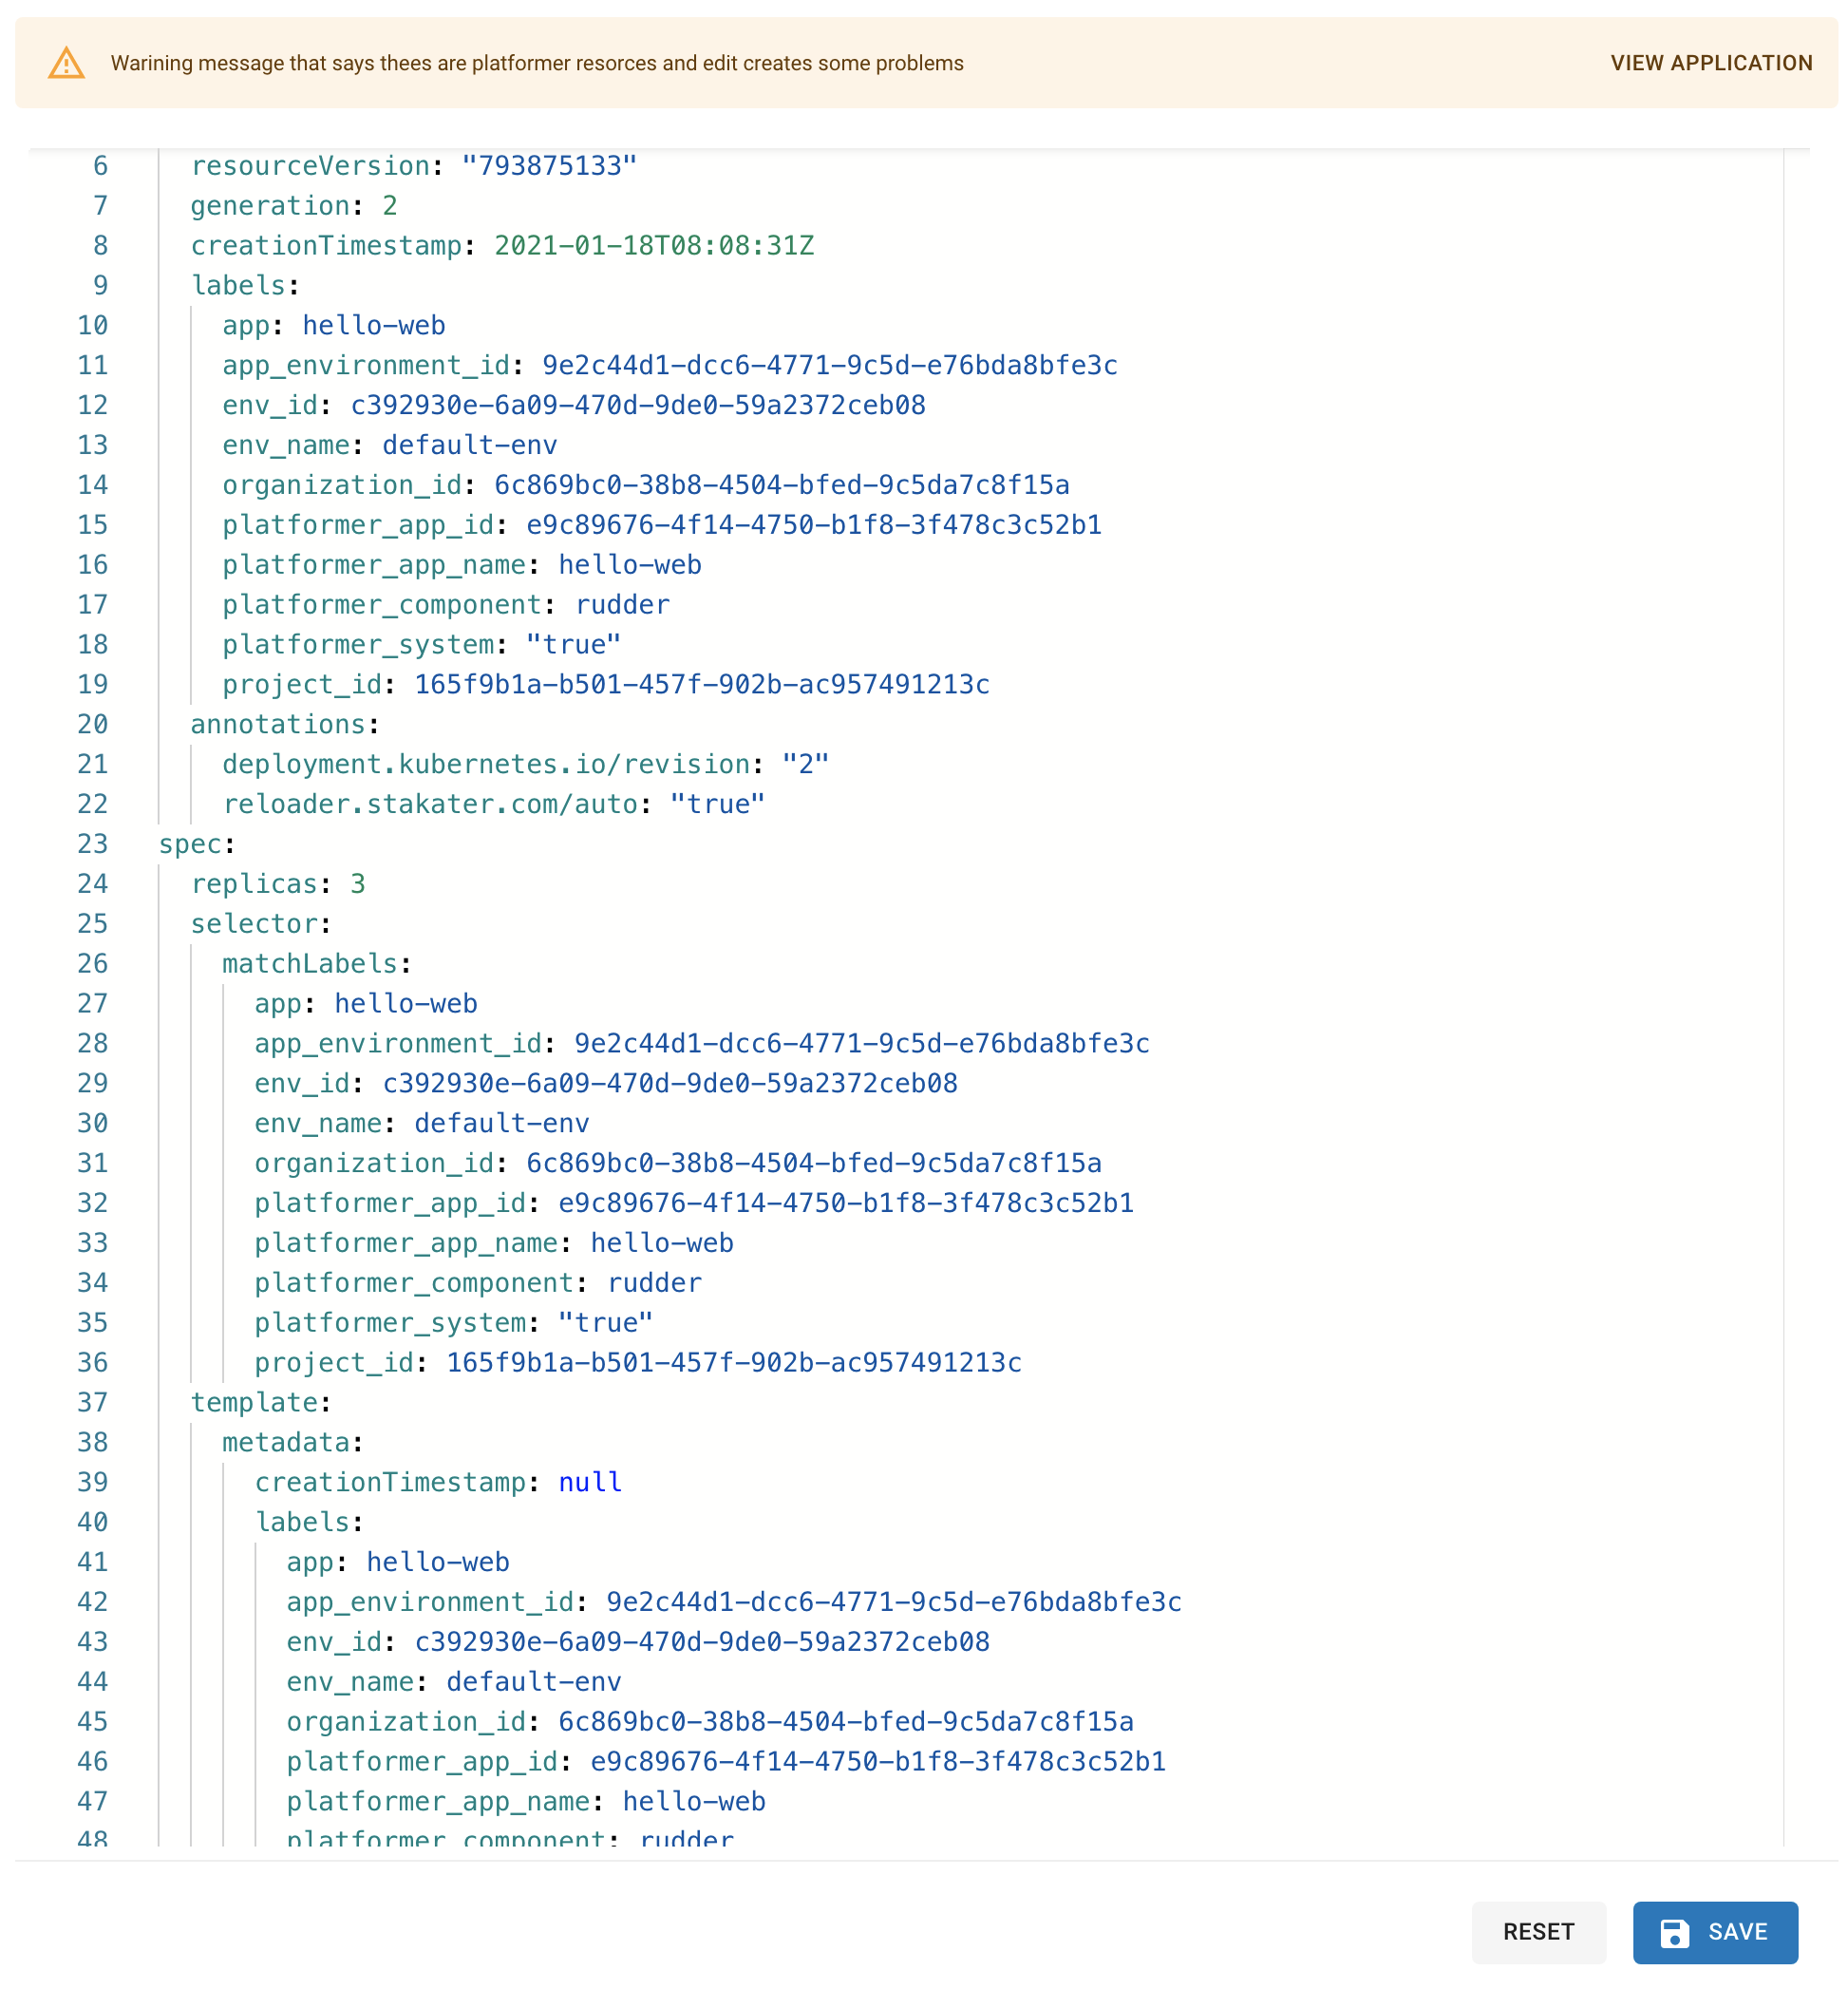 Warining message that says thees are platformer resorces and edit creates some problems VIEW APPLICATION
6 resourceVersion: "793875133"
7 generation: 2
8 creationTimestamp: 2021-01-18T08:08:31Z
9 labels:
10 app: hello-web
11 app_environment_id: 9e2c44d1-dcc6-4771-9c5d-e76bda8bfe3c
12 env_id: c392930e-6a09-470d-9de0-59a2372ceb08
13 env_name: default-env
14 organization_id: 6c869bc0-38b8-4504-bfed-9c5da7c8f15a
15 platformer_app_id: e9c89676-4f14-4750-b1f8-3f478c3c52b1
16 platformer_app_name: hello-web
17 platformer_component: rudder
18 platformer_system: "true"
19 project_id: 165f9b1a-b501-457f-902b-ac957491213c
20 annotations:
21 deployment.kubernetes.io/revision: "2"
22 reloader.stakater.com/auto: "true"
23 spec:
24 replicas: 3
25 selector:
26 matchLabels:
27 app: hello-web
28 app_environment_id: 9e2c44d1-dcc6-4771-9c5d-e76bda8bfe3c
29 env_id: c392930e-6a09-470d-9de0-59a2372ceb08
30 env_name: default-env
31 organization_id: 6c869bc0-38b8-4504-bfed-9c5da7c8f15a
32 platformer_app_id: e9c89676-4f14-4750-b1f8-3f478c3c52b1
33 platformer_app_name: hello-web
34 platformer_component: rudder
35 platformer_system: "true"
36 project_id: 165f9b1a-b501-457f-902b-ac957491213c
37 template:
38 metadata:
39 creationTimestamp: null
40 labels:
41 app: hello-web
42 app_environment_id: 9e2c44d1-dcc6-4771-9c5d-e76bda8bfe3c
43 env_id: c392930e-6a09-470d-9de0-59a2372ceb08
44 env_name: default-env
45 organization_id: 6c869bc0-38b8-4504-bfed-9c5da7c8f15a
46 platformer_app_id: e9c89676-4f14-4750-b1f8-3f478c3c52b1
47 platformer_app_name: hello-web
48 platformer_component: rudder
RESET SAVE